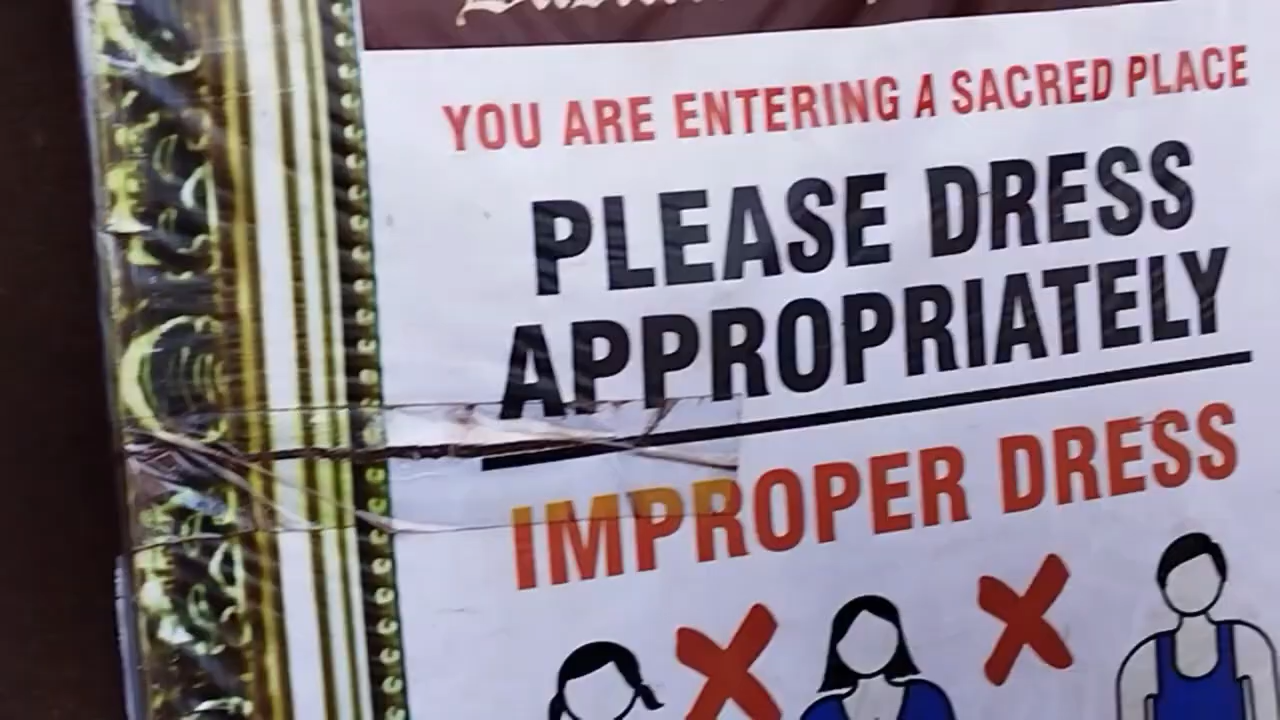 YOU ARE ENTERING A SACRED PLACE
PLEASE DRESS
APPROPRIATELY
IMPROPER DRESS